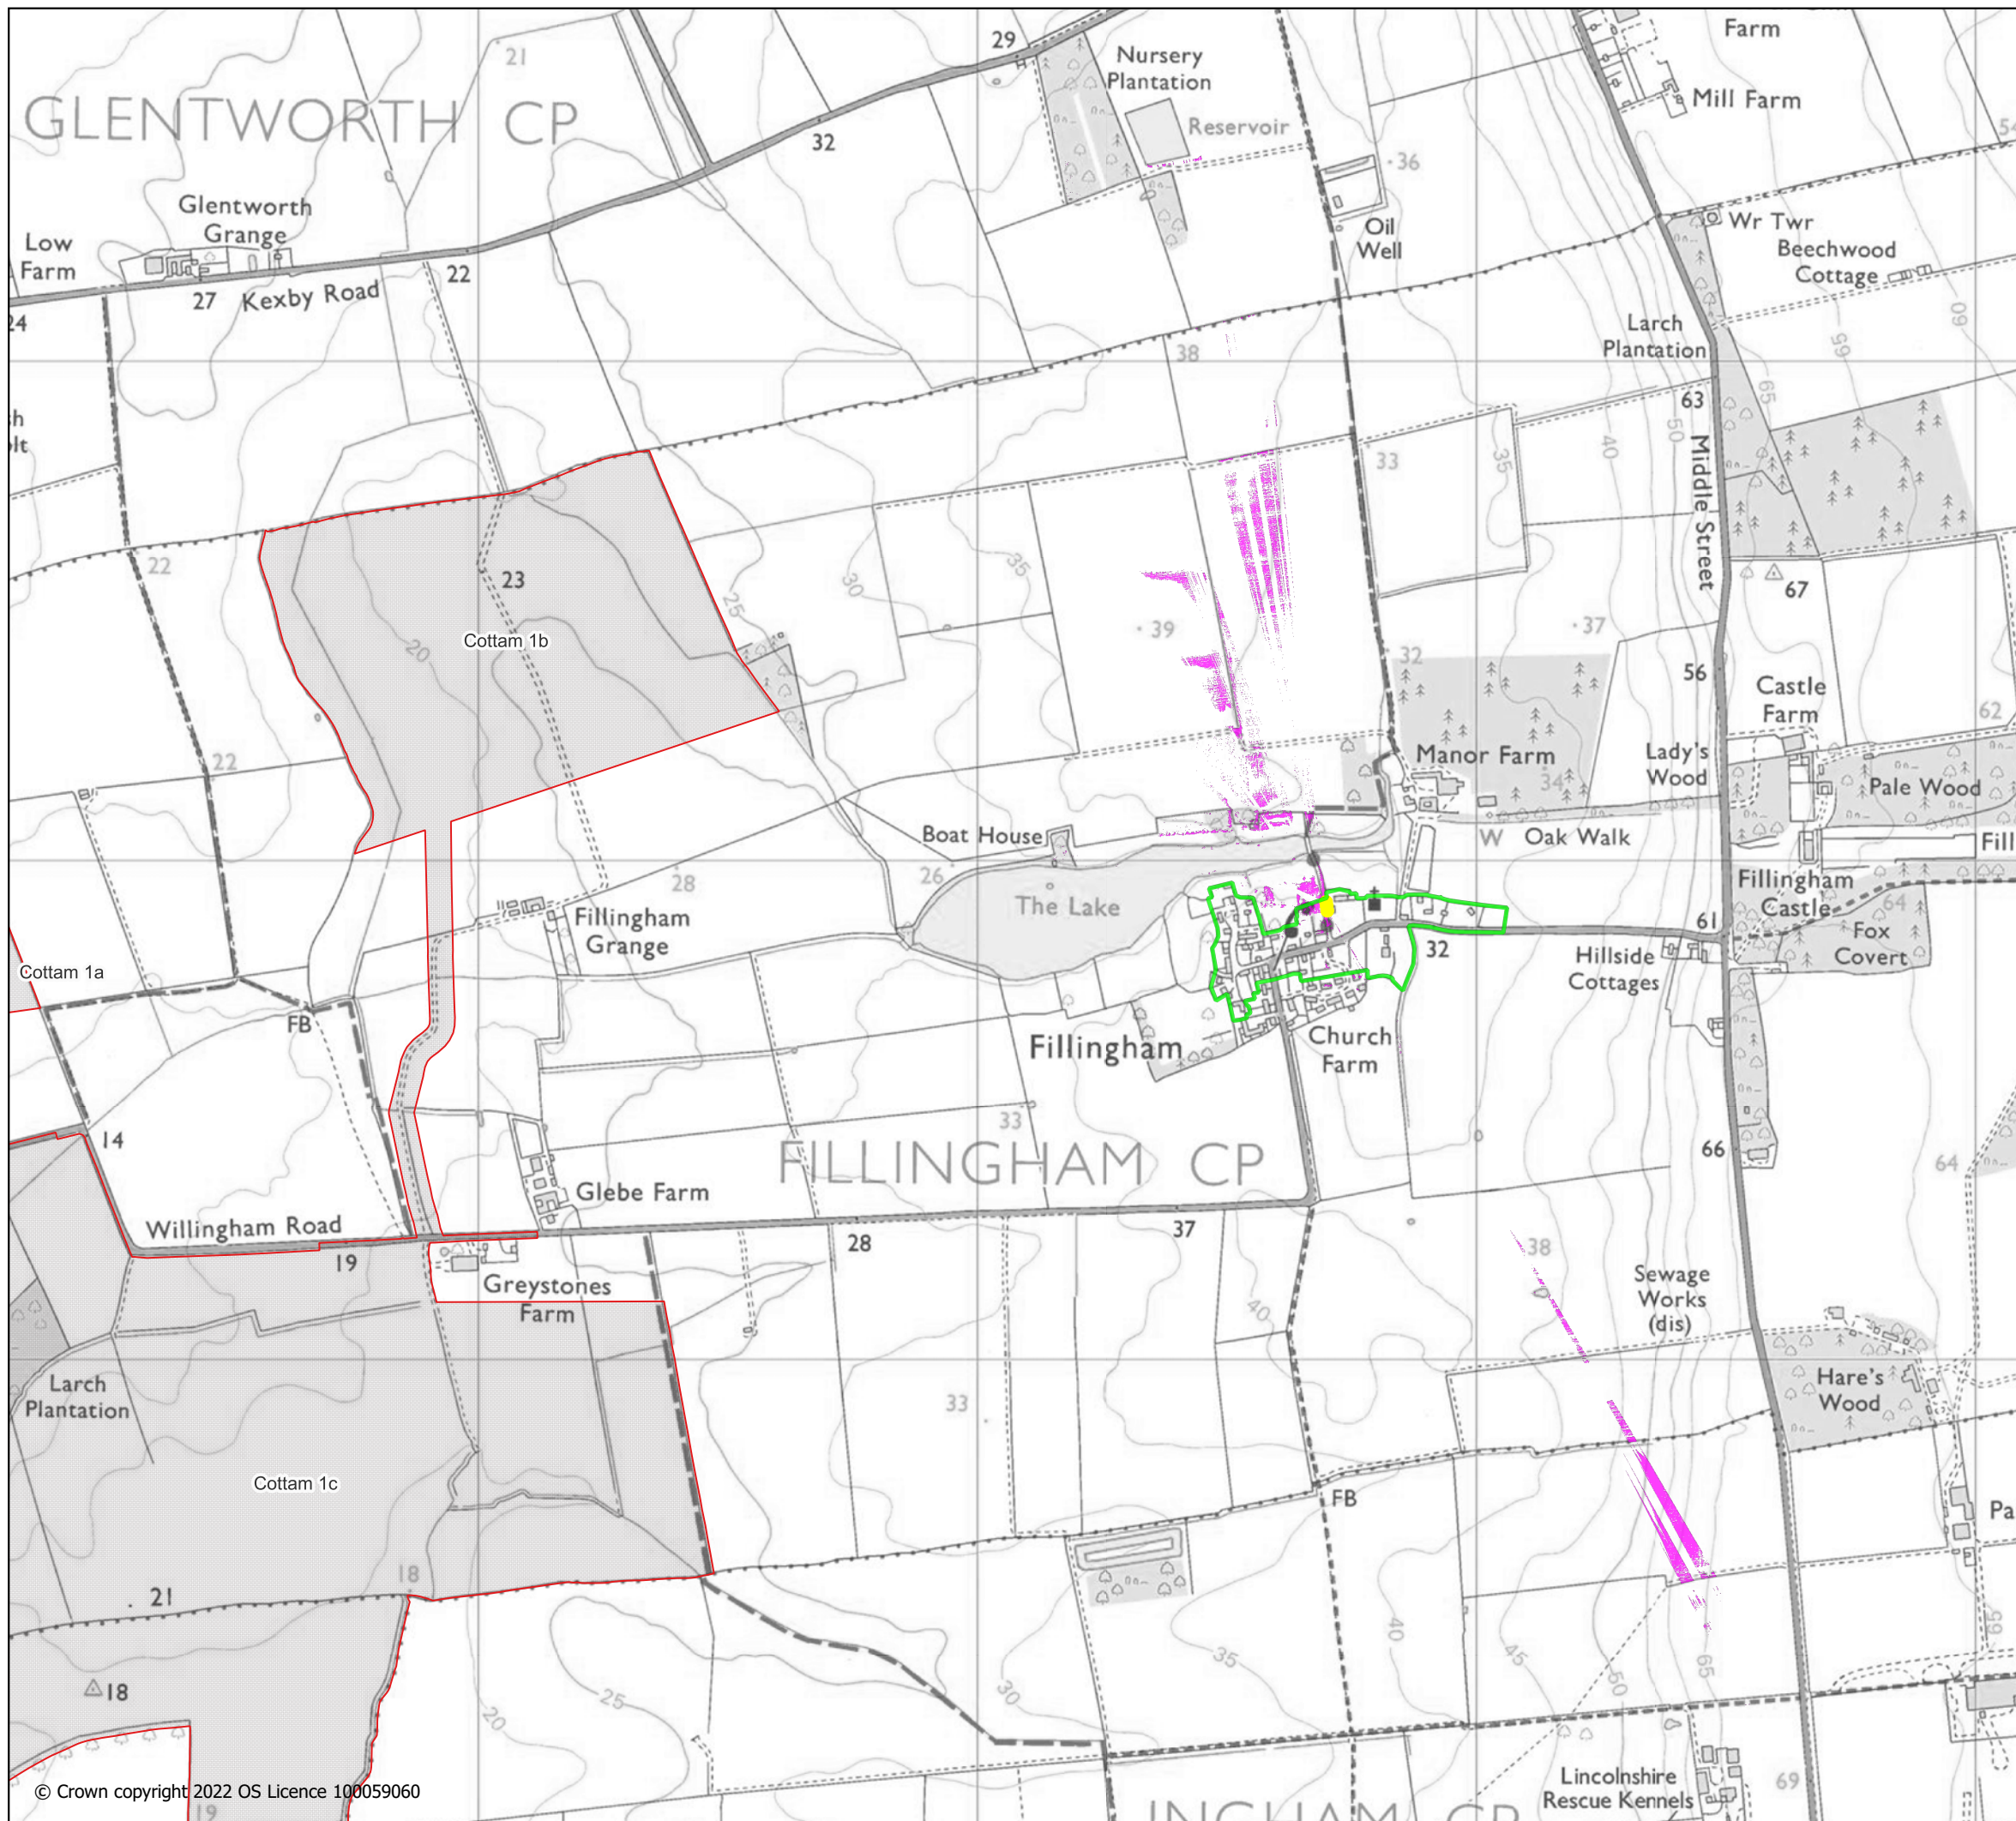 Farm
29
Nursery
Plantation
21
GLENTWORTH CP
Mill Farm
Reservoir
32
36
Glentworth
Grange
Low
Farm
Oil
Well
Wr Twr
Beechwood
Cottage
22
27
Kexby Road
24
60
Larch
Plantation
55
38
65
63
50
40
35
33
Middle Street
22
23
35
30
25
67
39
37
20
Cottam 1b
32
56
Castle
Farm
62
22
Manor Farm
34
Lady's
Wood
Pale Wood
Boat House
W
Oak Walk
Fill
26
28
The Lake
Fillingham
Castle
64
Fillingham
Grange
61
Fox
Covert
32
Hillside
Cottages
Cottam 1a
FB
Fillingham
Church
Farm
33
14
66
64
FILLINGHAM CP
Glebe Farm
Willingham Road
37
28
19
38
Greystones
Farm
Sewage
Works
(dis)
40
Larch
Plantation
33
Hare's
Wood
Cottam 1c
FB
Pa
18
21
40
45
50
65
65
35
30
25
20
18
69
Lincolnshire
Rescue Kennels
© Crown copyright 2022 OS Licence 100059060
19
INGHAM CP